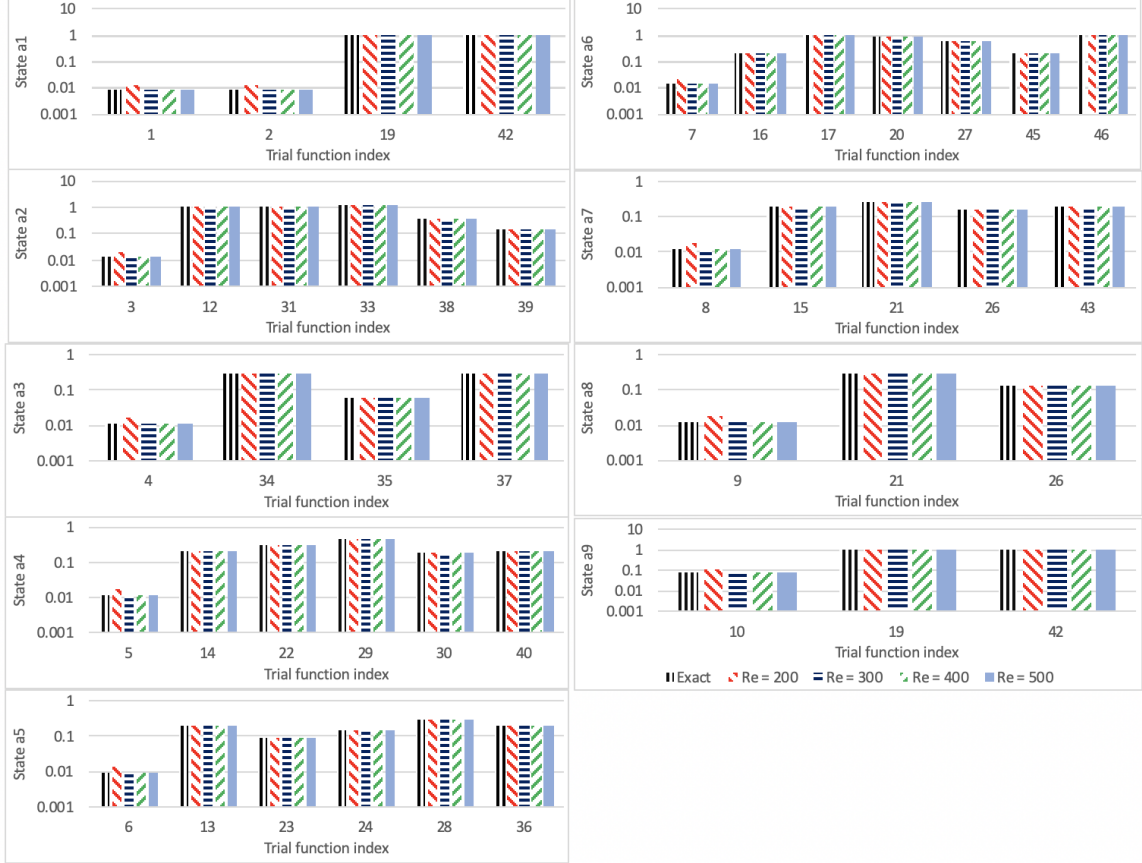 State a1
10
1
0.1
0.01
0.001
1 2 19 42
Trial function index
State a2
10
1
0.1
0.01
0.001
3 12 31 33 38 39
Trial function index
State a3
1
0.1
0.01
0.001
4 34 35 37
Trial function index
State a4
1
0.1
0.01
0.001
5 14 22 29 30 40
Trial function index
State a5
1
0.1
0.01
0.001
6 13 23 24 28 36
Trial function index
State a6
10
1
0.1
0.01
0.001
7 16 17 20 27 45 46
Trial function index
State a7
1
0.1
0.01
0.001
8 15 21 26 43
Trial function index
State a8
1
0.1
0.01
0.001
9 21 26
Trial function index
State a9
10
1
0.1
0.01
0.001
10 19 42
Trial function index
Exact Re = 200 Re = 300 Re = 400 Re = 500